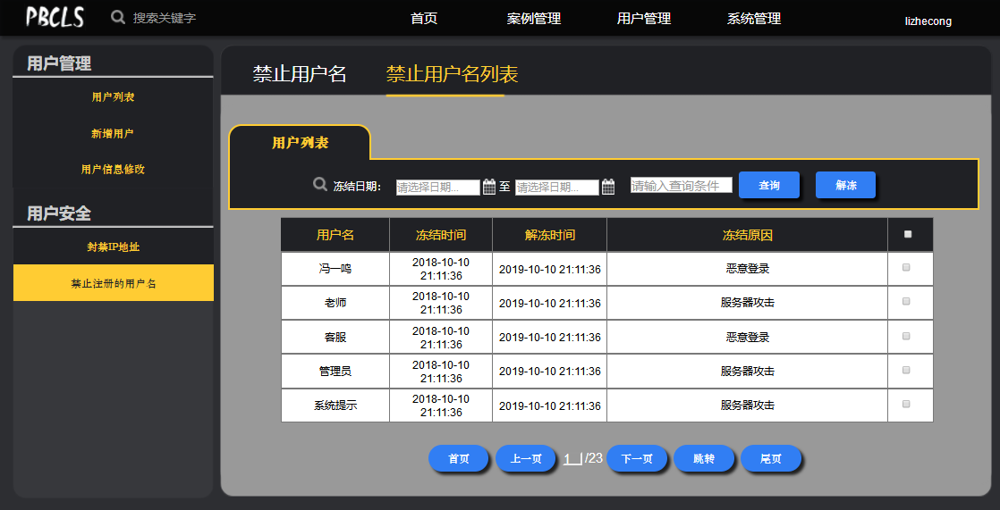 PBCLS 搜索关键字 首页 案例管理 用户管理 系统管理 lizhecong
用户管理
用户列表
新增用户
用户信息修改
用户安全
封禁IP地址
禁止注册的用户名
禁止用户名 禁止用户名列表
用户列表
冻结日期： 请选择日期... 至 请选择日期... 请输入查询条件 查询 解冻
用户名 冻结时间 解冻时间 冻结原因
冯一鸣 2018-10-10 21:11:36 2019-10-10 21:11:36 恶意登录
老师 2018-10-10 21:11:36 2019-10-10 21:11:36 服务器攻击
客服 2018-10-10 21:11:36 2019-10-10 21:11:36 恶意登录
管理员 2018-10-10 21:11:36 2019-10-10 21:11:36 服务器攻击
系统提示 2018-10-10 21:11:36 2019-10-10 21:11:36 服务器攻击
首页 上一页 1 /23 下一页 跳转 尾页